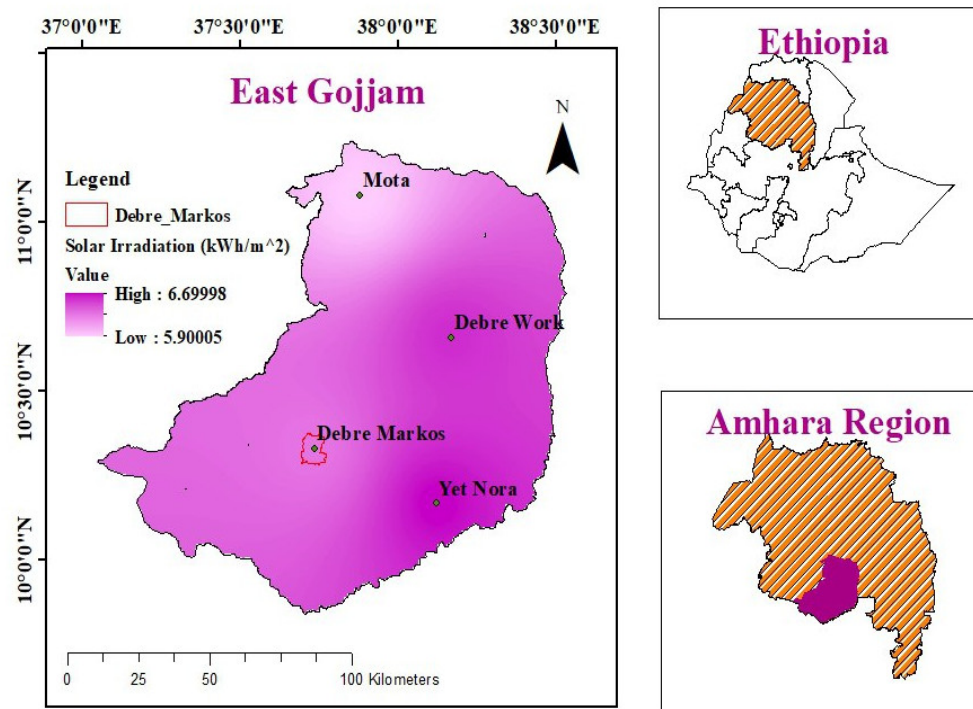 37°0'0"E 37°30'0"E 38°0'0"E 38°30'0"E
East Gojjam
N
Mota
Legend
Debre_Markos
Solar Irradiation (kWh/m^2)
Value
High : 6.69998
Low : 5.90005
Debre Work
Debre Markos
Yet Nora
11°0'0"N
10°30'0"N
10°0'0"N
0 25 50 100 Kilometers
Ethiopia
Amhara Region